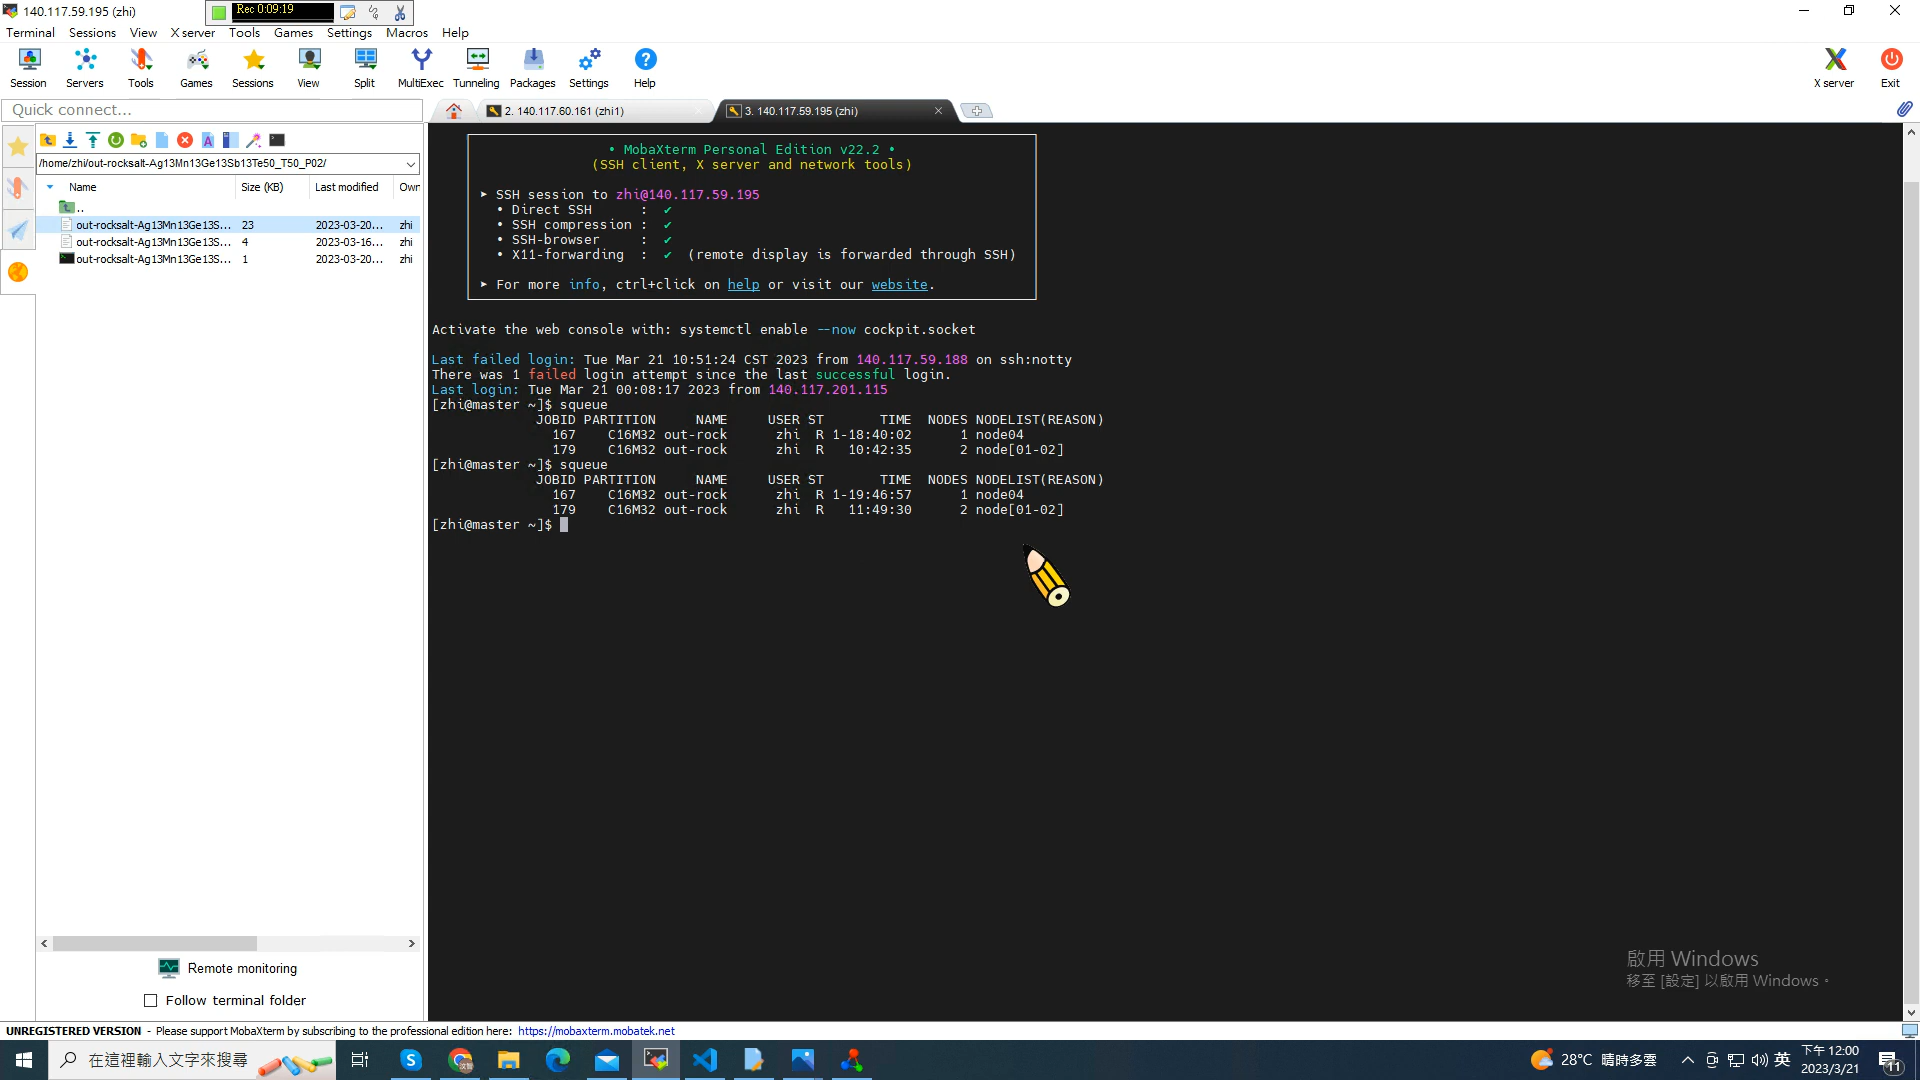 140.117.59.195 (zhi)
Rec 0:09:19
Terminal Sessions View X server Tools Games Settings Macros Help
Session Servers Tools Games Sessions View Split MultiExec Tunneling Packages Settings Help X server Exit
Quick connect...
2. 140.117.60.161 (zhi1)
3. 140.117.59.195 (zhi)
/home/zhi/out-rocksalt-Ag13Mn13Ge13Sb13Te50_T50_P02/
Name Size (KB) Last modified Own
..
out-rocksalt-Ag13Mn13Ge13S... 23 2023-03-20... zhi
out-rocksalt-Ag13Mn13Ge13S... 4 2023-03-16... zhi
out-rocksalt-Ag13Mn13Ge13S... 1 2023-03-20... zhi
Remote monitoring
Follow terminal folder
• MobaXterm Personal Edition v22.2 •
(SSH client, X server and network tools)
➤ SSH session to zhi@140.117.59.195
• Direct SSH : ✔
• SSH compression : ✔
• SSH-browser : ✔
• X11-forwarding : ✔ (remote display is forwarded through SSH)
➤ For more info, ctrl+click on help or visit our website.
Activate the web console with: systemctl enable --now cockpit.socket
Last failed login: Tue Mar 21 10:51:24 CST 2023 from 140.117.59.188 on ssh:notty
There was 1 failed login attempt since the last successful login.
Last login: Tue Mar 21 00:08:17 2023 from 140.117.201.115
[zhi@master ~]$ squeue
JOBID PARTITION NAME USER ST TIME NODES NODELIST(REASON)
167 C16M32 out-rock zhi R 1-18:40:02 1 node04
179 C16M32 out-rock zhi R 10:42:35 2 node[01-02]
[zhi@master ~]$ squeue
JOBID PARTITION NAME USER ST TIME NODES NODELIST(REASON)
167 C16M32 out-rock zhi R 1-19:46:57 1 node04
179 C16M32 out-rock zhi R 11:49:30 2 node[01-02]
[zhi@master ~]$
啟用 Windows
移至 [設定] 以啟用 Windows。
UNREGISTERED VERSION - Please support MobaXterm by subscribing to the professional edition here: https://mobaxterm.mobatek.net
在這裡輸入文字來搜尋
28°C 晴時多雲
英
下午 12:00
2023/3/21
11